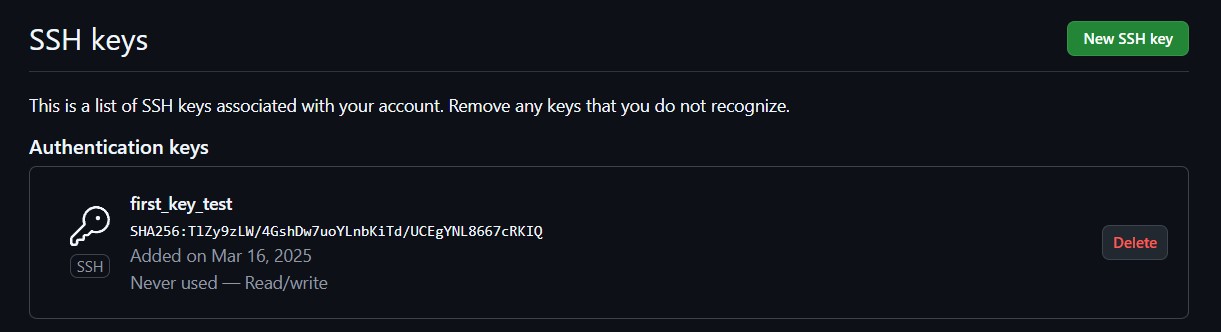 SSH keys
New SSH key
This is a list of SSH keys associated with your account. Remove any keys that you do not recognize.
Authentication keys
first_key_test
SHA256:TlZy9zLW/4GshDw7uoYLnbKiTd/UCEgYNL8667cRKIQ
Added on Mar 16, 2025
Never used — Read/write
SSH
Delete